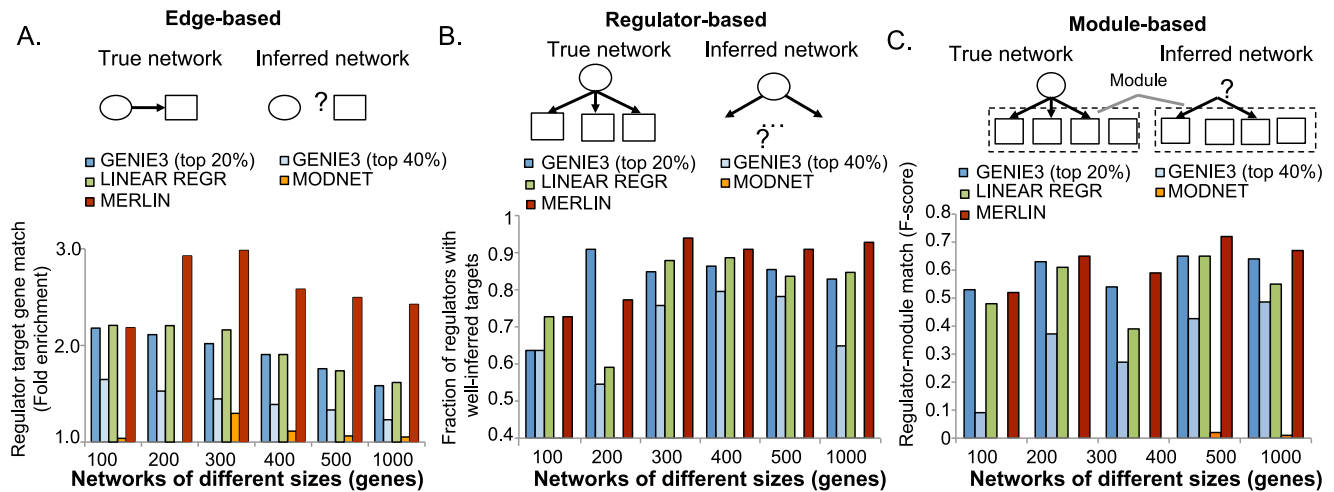 Edge-based
A.
True network
Inferred network
?
GENIE3 (top 20%)
GENIE3 (top 40%)
LINEAR REGR
MODNET
MERLIN
Regulator target gene match
(Fold enrichment)
3.0
2.0
1.0
100 200 300 400 500 1000
Networks of different sizes (genes)
Regulator-based
B.
True network
Inferred network
...
?
GENIE3 (top 20%)
GENIE3 (top 40%)
LINEAR REGR
MODNET
MERLIN
Fraction of regulators with
well-inferred targets
1
0.9
0.8
0.7
0.6
0.5
0.4
100 200 300 400 500 1000
Networks of different sizes (genes)
Module-based
C.
True network
Inferred network
Module
?
GENIE3 (top 20%)
GENIE3 (top 40%)
LINEAR REGR
MODNET
MERLIN
Regulator-module match (F-score)
0.8
0.7
0.6
0.5
0.4
0.3
0.2
0.1
0
100 200 300 400 500 1000
Networks of different sizes (genes)